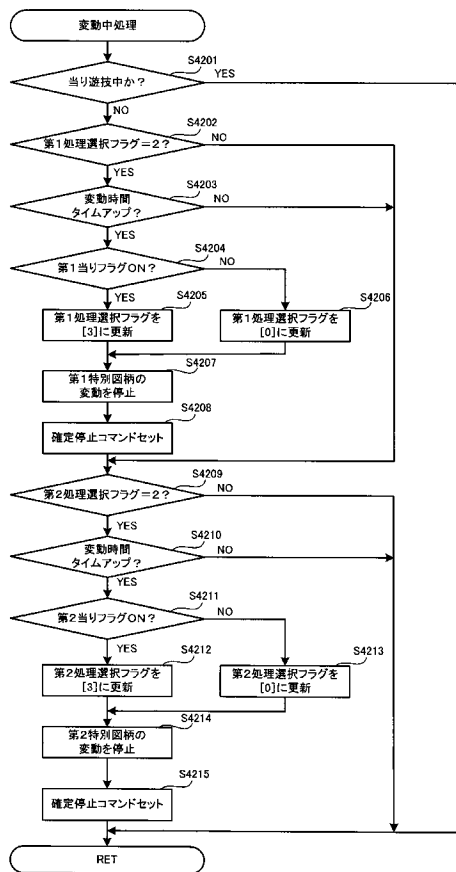 変動中処理
S4201
当り遊技中か?
YES
NO
S4202
第1処理選択フラグ=2?
NO
YES
S4203
変動時間
タイムアップ?
NO
YES
S4204
第1当りフラグON?
NO
YES
S4205
第1処理選択フラグを
[3]に更新
S4206
第1処理選択フラグを
[0]に更新
S4207
第1特別図柄の
変動を停止
S4208
確定停止コマンドセット
S4209
第2処理選択フラグ=2?
NO
YES
S4210
変動時間
タイムアップ?
NO
YES
S4211
第2当りフラグON?
NO
YES
S4212
第2処理選択フラグを
[3]に更新
S4213
第2処理選択フラグを
[0]に更新
S4214
第2特別図柄の
変動を停止
S4215
確定停止コマンドセット
RET